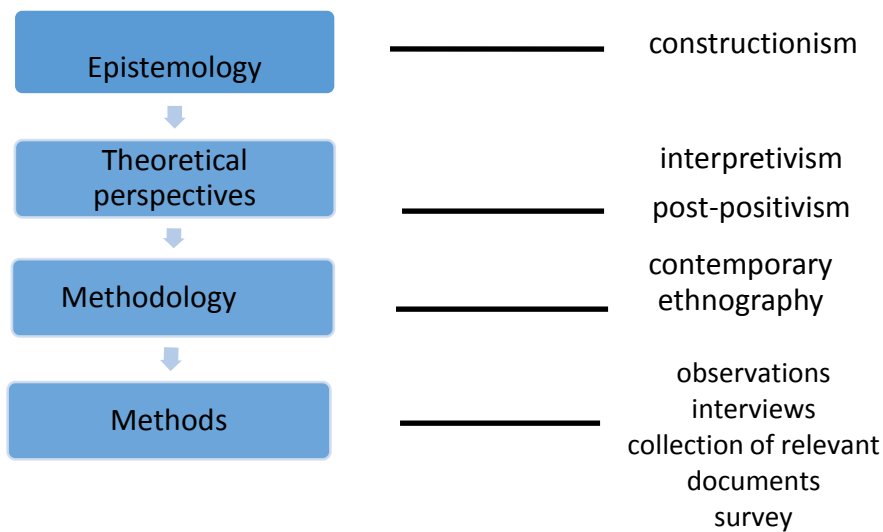 Epistemology
constructionism
Theoretical
perspectives
interpretivism
post-positivism
Methodology
contemporary
ethnography
Methods
observations
interviews
collection of relevant
documents
survey